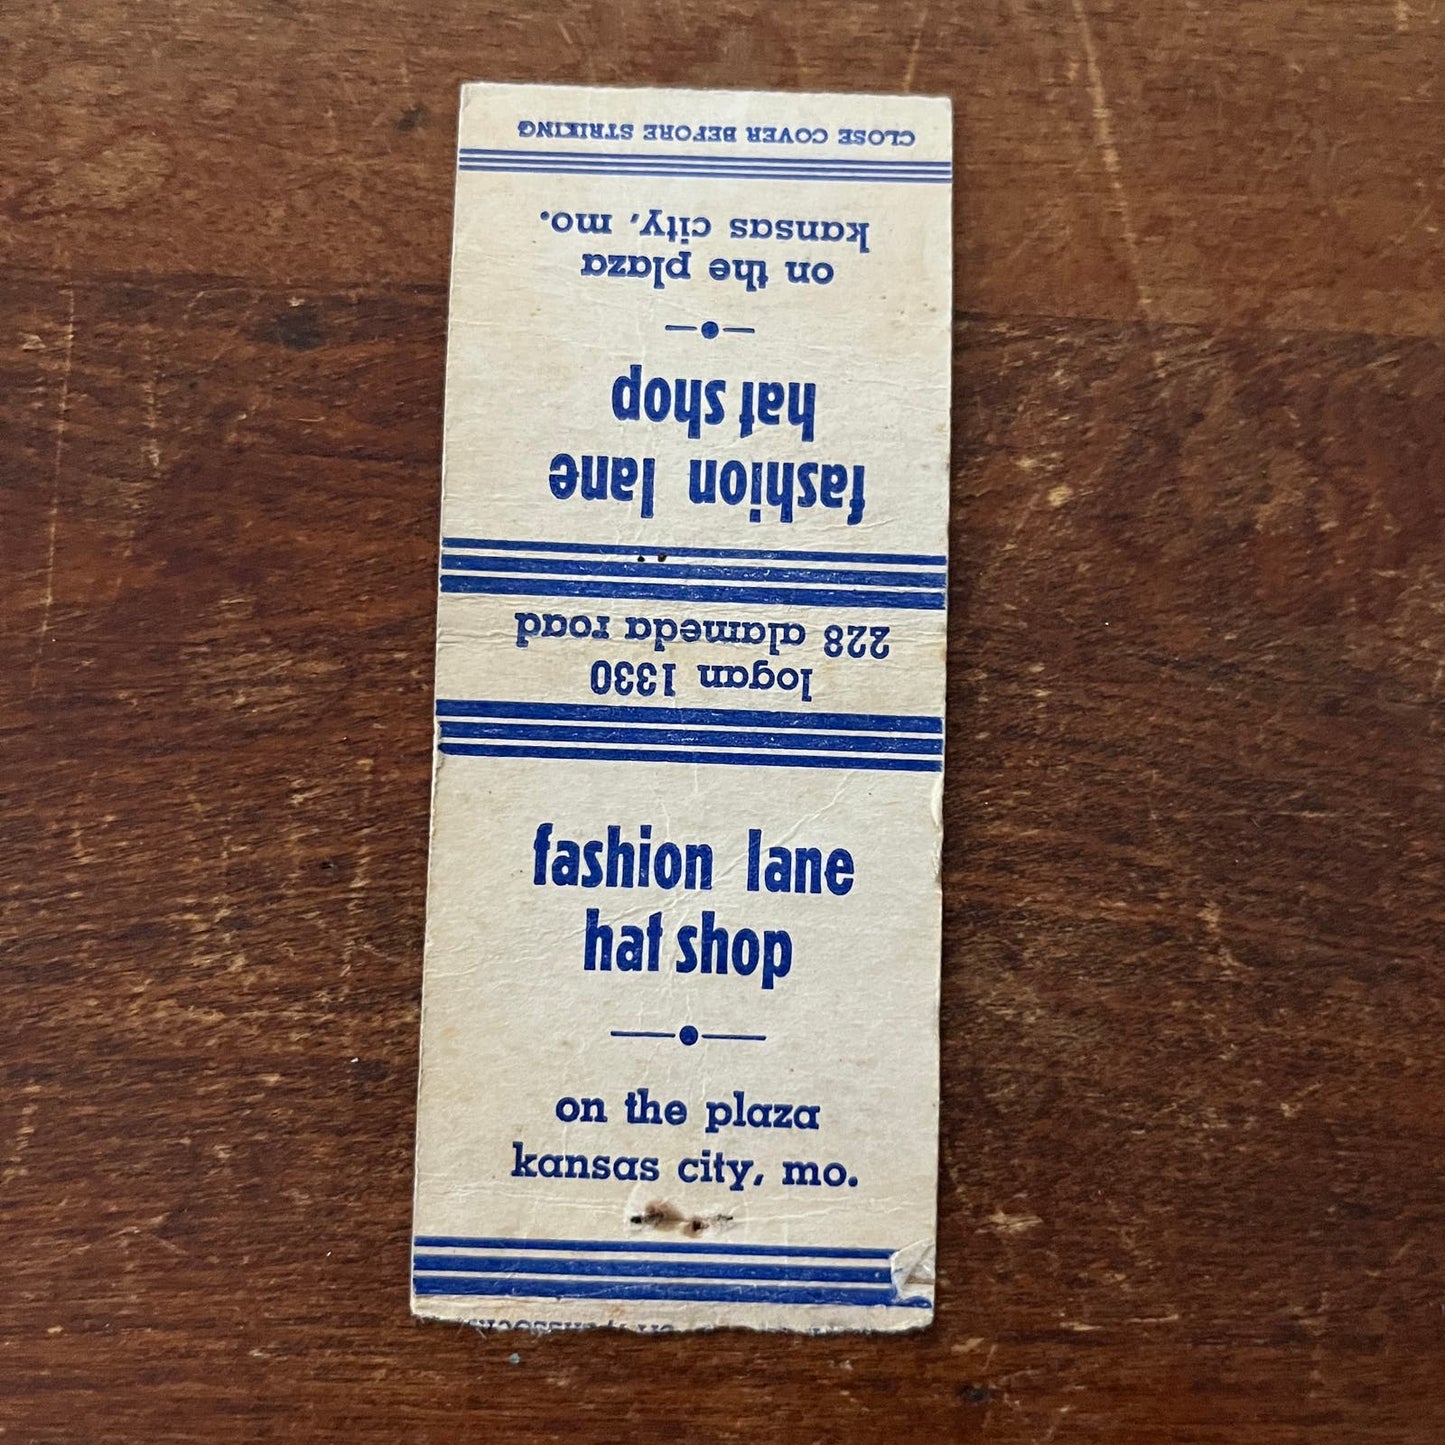 CLOSE COVER BEFORE STRIKING
fashion lane
hat shop
on the plaza
kansas city, mo.
logan 1330
228 alameda road
fashion lane
hat shop
on the plaza
kansas city, mo.